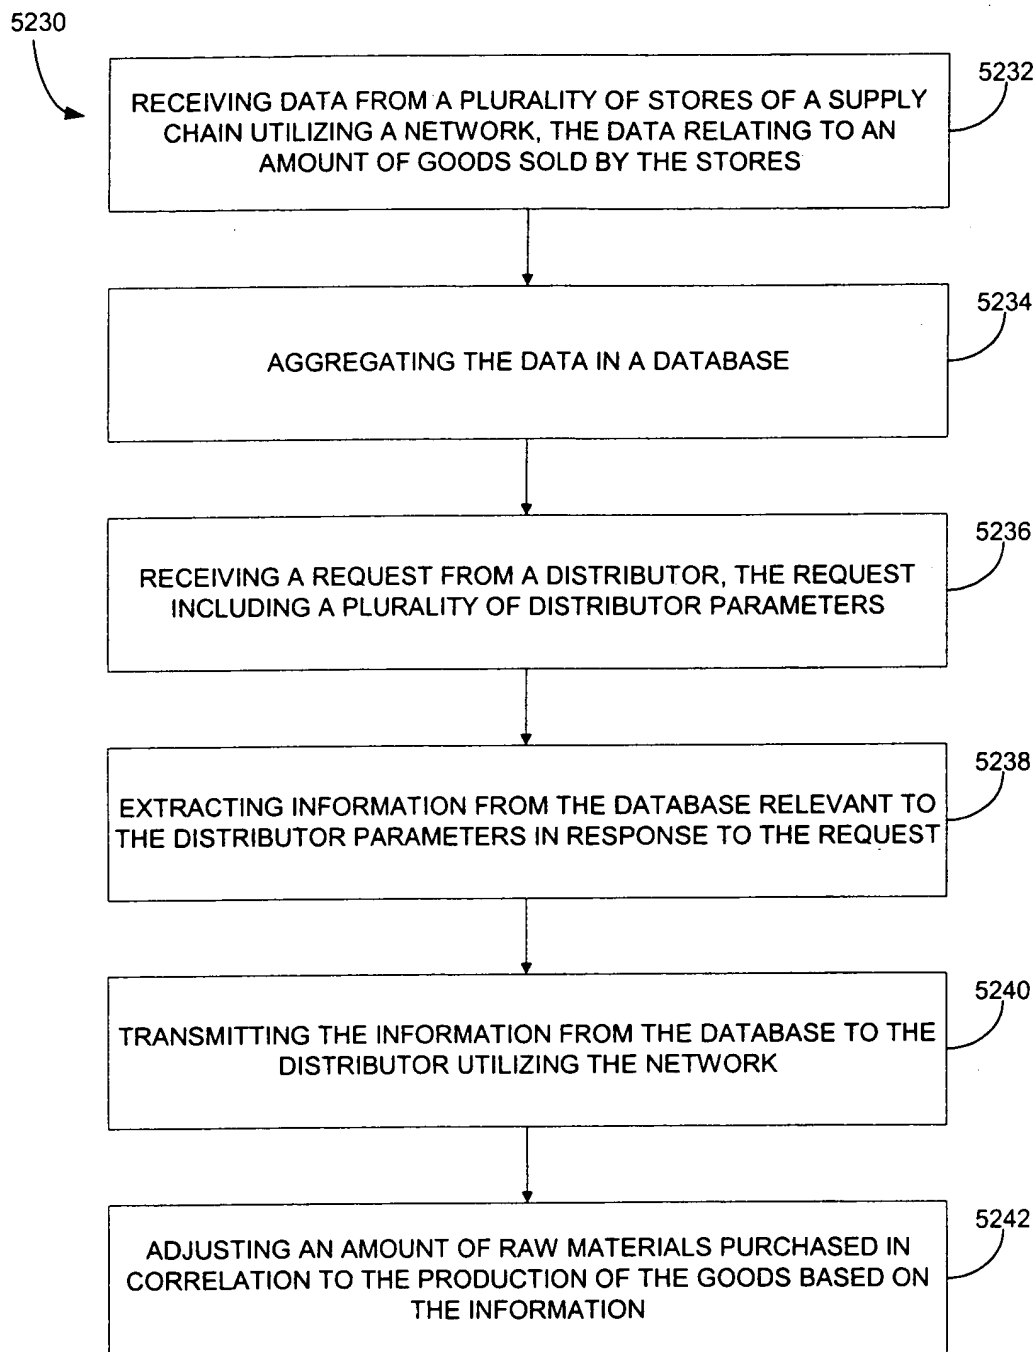 5230
5232
RECEIVING DATA FROM A PLURALITY OF STORES OF A SUPPLY
CHAIN UTILIZING A NETWORK, THE DATA RELATING TO AN
AMOUNT OF GOODS SOLD BY THE STORES
5234
AGGREGATING THE DATA IN A DATABASE
5236
RECEIVING A REQUEST FROM A DISTRIBUTOR, THE REQUEST
INCLUDING A PLURALITY OF DISTRIBUTOR PARAMETERS
5238
EXTRACTING INFORMATION FROM THE DATABASE RELEVANT TO
THE DISTRIBUTOR PARAMETERS IN RESPONSE TO THE REQUEST
5240
TRANSMITTING THE INFORMATION FROM THE DATABASE TO THE
DISTRIBUTOR UTILIZING THE NETWORK
5242
ADJUSTING AN AMOUNT OF RAW MATERIALS PURCHASED IN
CORRELATION TO THE PRODUCTION OF THE GOODS BASED ON
THE INFORMATION